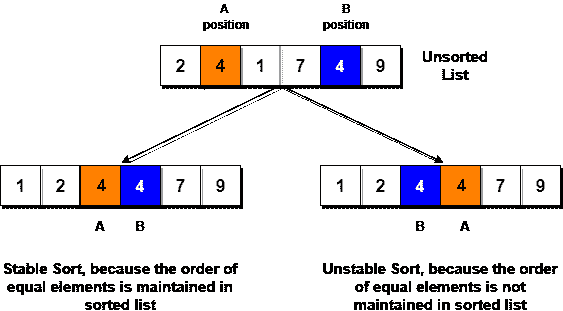 A
position
B
position
2 4 1 7 4 9
Unsorted
List
1 2 4 4 7 9
A B
1 2 4 4 7 9
B A
Stable Sort, because the order of
equal elements is maintained in
sorted list
Unstable Sort, because the order
of equal elements is not
maintained in sorted list